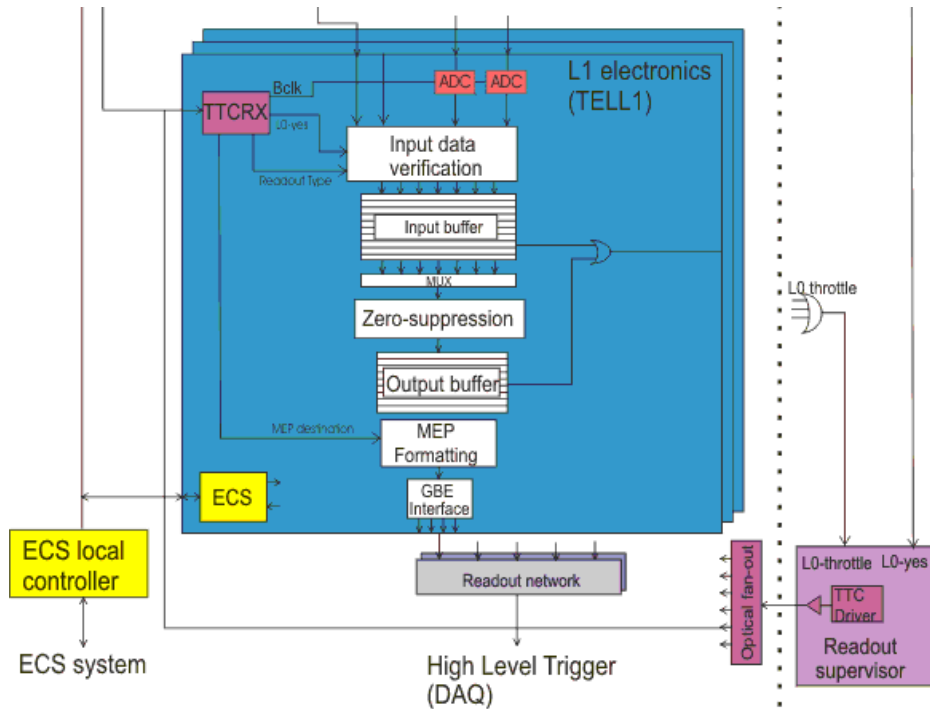 L1 electronics
(TELL1)
ADC
ADC
Bclk
TTCRX
L0-yes
Readout Type
Input data
verification
Input buffer
MUX
Zero-suppression
Output buffer
MEP destination
MEP
Formatting
ECS
GBE
Interface
L0 throttle
ECS local
controller
Readout network
Optical fan-out
L0-throttle
L0-yes
TTC
Driver
Readout
supervisor
ECS system
High Level Trigger
(DAQ)